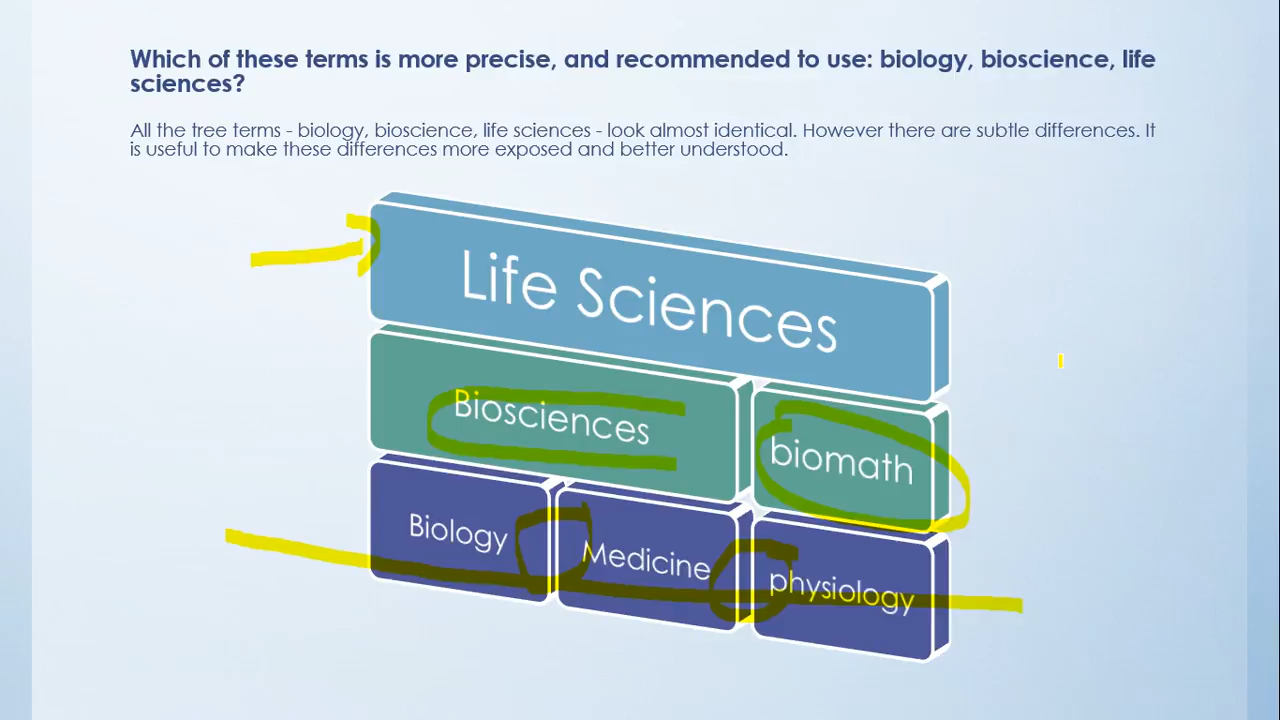 Which of these terms is more precise, and recommended to use: biology, bioscience, life
sciences?
All the tree terms - biology, bioscience, life sciences - look almost identical. However there are subtle differences. It
is useful to make these differences more exposed and better understood.
Life Sciences
Biosciences
biomath
Biology
Medicine
physiology